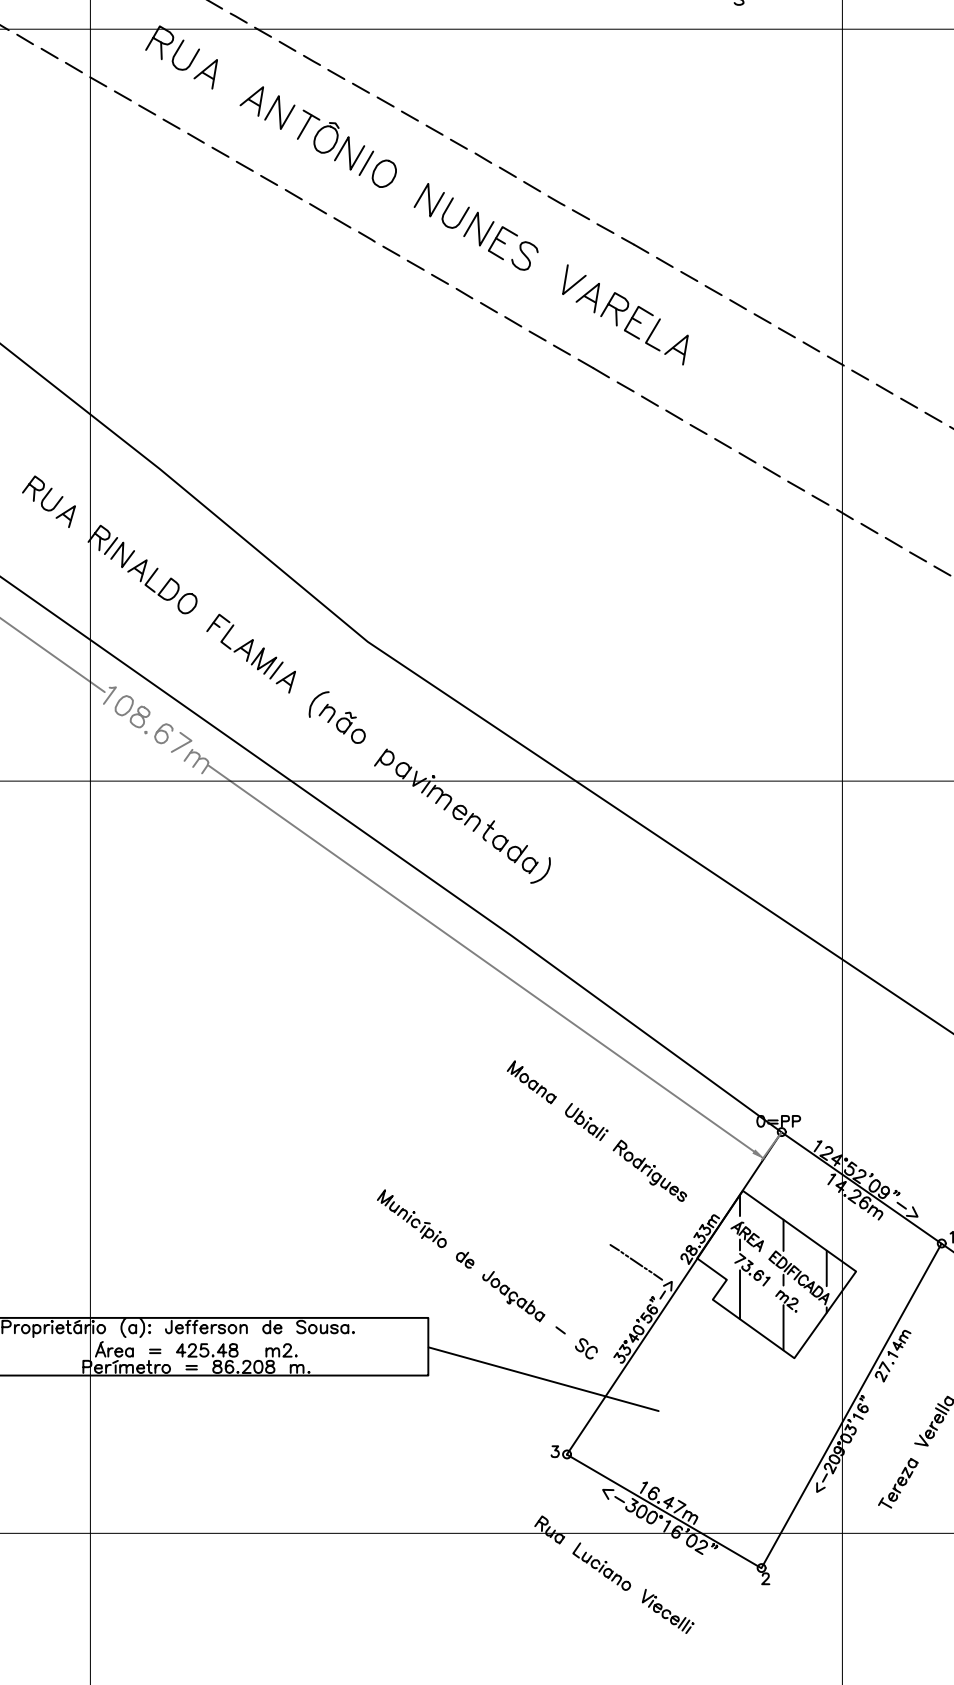 RUA ANTÔNIO NUNES VARELA
RUA RINALDO FLAMIA (não pavimentada)
108.67m
Moana Ubiali Rodrigues
0=PP
124°52'09"->
14.26m
1
Município de Joaçaba - SC
28.33m
33°40'56"->
ÁREA EDIFICADA
73.61 m2.
Proprietário (a): Jefferson de Sousa.
Área = 425.48 m2.
Perímetro = 86.208 m.
27.14m
<-209°03'16"
Tereza Verella
3
16.47m
<-300°16'02"
2
Rua Luciano Viecelli